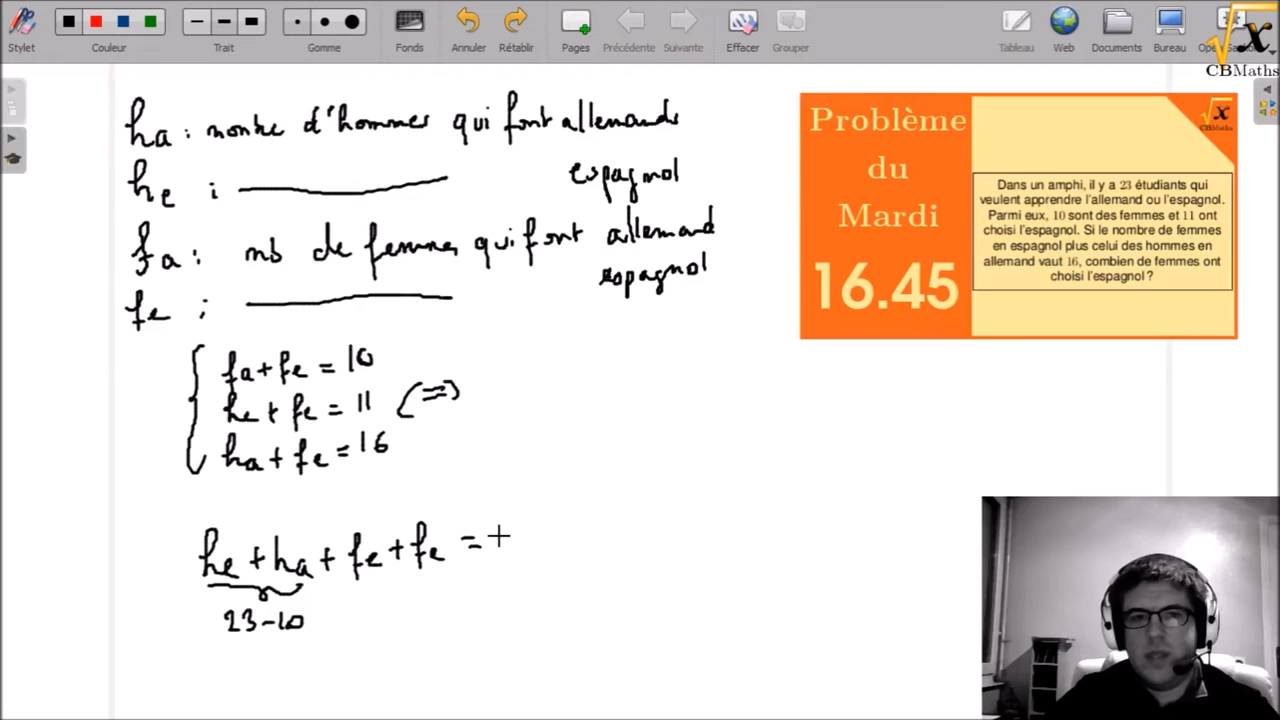 Stylet Couleur Trait Gomme Fonds Annuler Rétablir Pages Précédente Suivante Effacer Grouper Tableau Web Documents Bureau
CBMaths
ha : nombre d'hommes qui font allemands
he : espagnol
fa : nb de femmes qui font allemand
fe : espagnol
fa + fe = 10
he + fe = 11 (=)
ha + fe = 16
he + ha + fe + fe =
23-10
Problème
du
Mardi
16.45
CBMaths
Dans un amphi, il y a 23 étudiants qui
veulent apprendre l'allemand ou l'espagnol.
Parmi eux, 10 sont des femmes et 11 ont
choisi l'espagnol. Si le nombre de femmes
en espagnol plus celui des hommes en
allemand vaut 16, combien de femmes ont
choisi l'espagnol ?